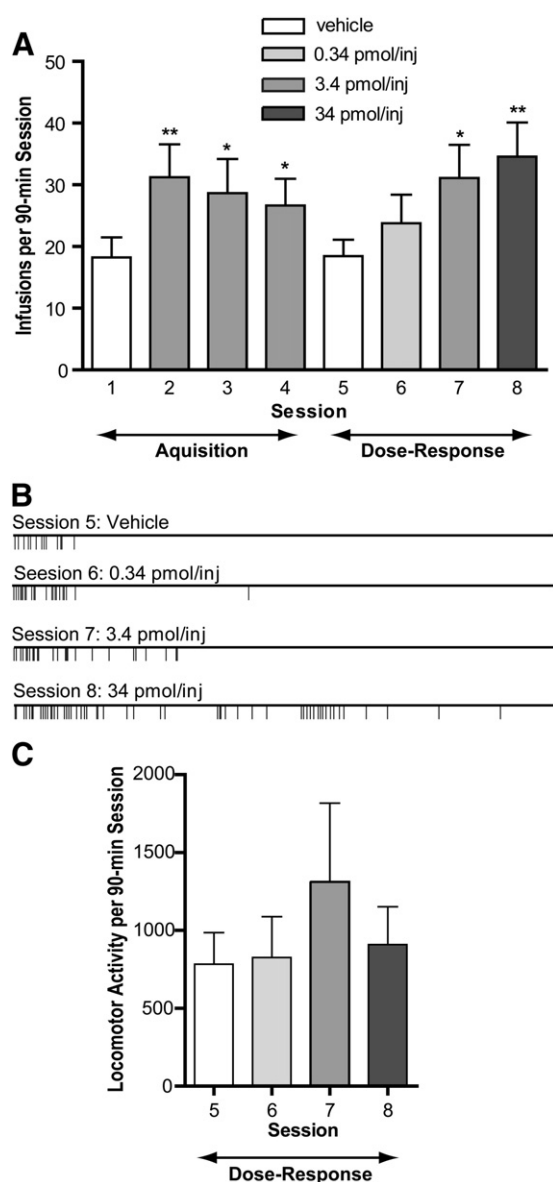 A
vehicle
0.34 pmol/inj
3.4 pmol/inj
34 pmol/inj
Infusions per 90-min Session
50
40
30
20
10
0
** * * * **
1 2 3 4 5 6 7 8
Session
Aquisition Dose-Response
B
Session 5: Vehicle
Seesion 6: 0.34 pmol/inj
Session 7: 3.4 pmol/inj
Session 8: 34 pmol/inj
C
Locomotor Activity per 90-min Session
2000
1500
1000
500
0
5 6 7 8
Session
Dose-Response